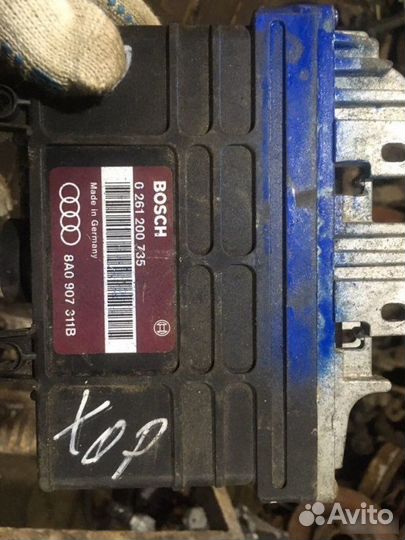 BOSCH
0 261 200 735
Made in Germany
8A0 907 311B
ХОР
Avito